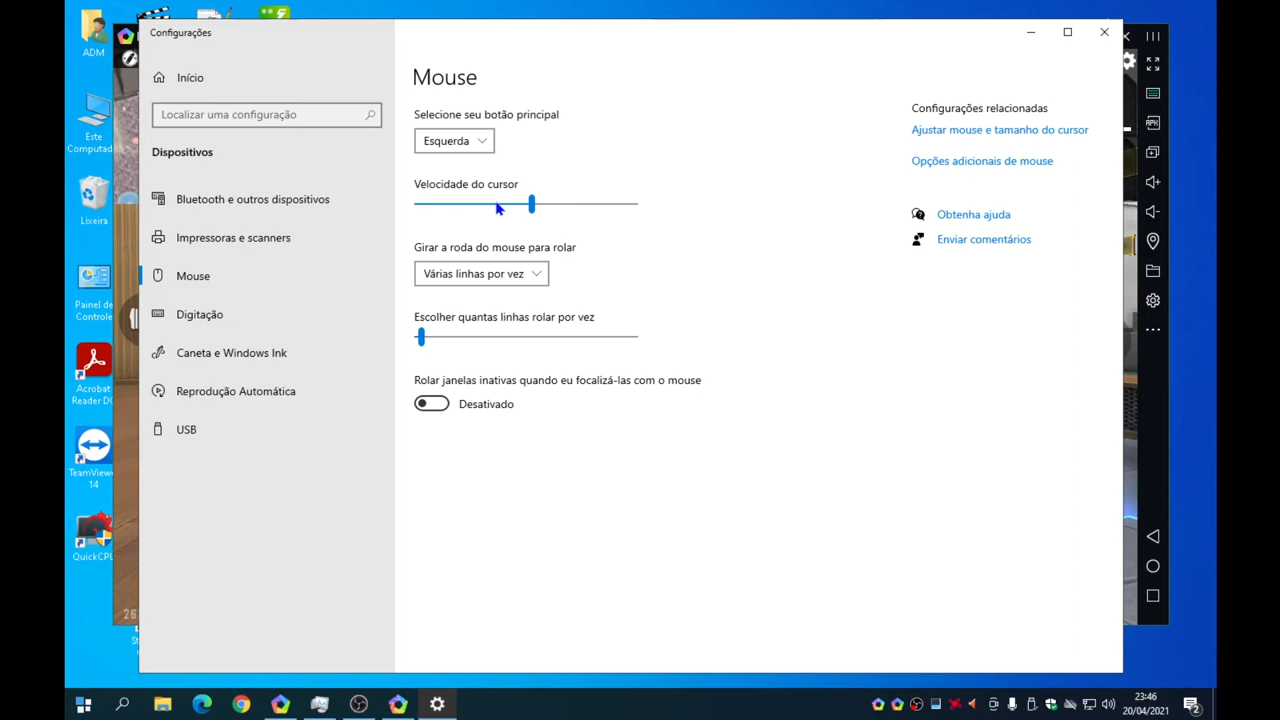 ADM
Este
Computad
Lixeira
Painel de
Controle
Acrobat
Reader DC
TeamViewe
14
QuickCPU
Configurações
Início
Localizar uma configuração
Dispositivos
Bluetooth e outros dispositivos
Impressoras e scanners
Mouse
Digitação
Caneta e Windows Ink
Reprodução Automática
USB
Mouse
Selecione seu botão principal
Esquerda
Velocidade do cursor
Girar a roda do mouse para rolar
Várias linhas por vez
Escolher quantas linhas rolar por vez
Rolar janelas inativas quando eu focalizá-las com o mouse
Desativado
Configurações relacionadas
Ajustar mouse e tamanho do cursor
Opções adicionais de mouse
Obtenha ajuda
Enviar comentários
23:46
20/04/2021
2